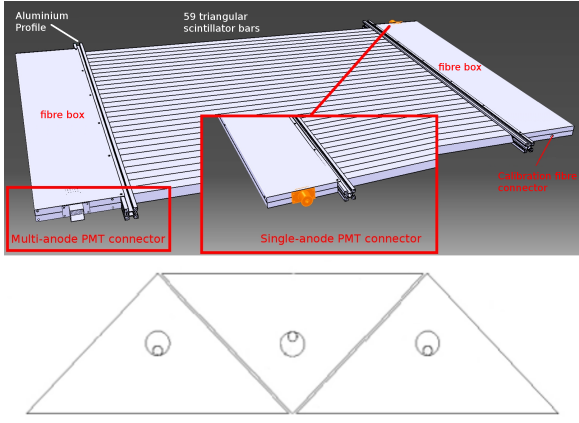 Aluminium
Profile
59 triangular
scintillator bars
fibre box
fibre box
Calibration fibre
connector
Multi-anode PMT connector
Single-anode PMT connector